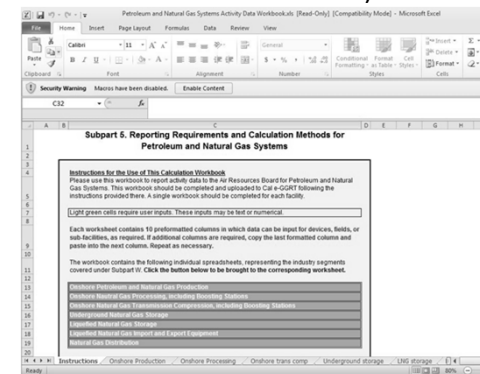 Petroleum and Natural Gas Systems Activity Data Workbook.xls [Read-Only] [Compatibility Mode] - Microsoft Excel
File Home Insert Page Layout Formulas Data Review View
Calibri 11 General Insert
Paste Conditional Format Cell Delete
Formatting as Table Styles Format
Clipboard Font Alignment Number Styles Cells
Security Warning Macros have been disabled. Enable Content
C32 fx
A B C D E F G H
Subpart 5. Reporting Requirements and Calculation Methods for
Petroleum and Natural Gas Systems
Instructions for the Use of This Calculation Workbook
Please use this workbook to report activity data to the Air Resources Board for Petroleum and Natural
Gas Systems. This workbook should be completed and uploaded to Cal e-GGRT following the
instructions provided there. A single workbook should be completed for each facility.
Light green cells require user inputs. These inputs may be text or numerical.
Each worksheet contains 10 preformatted columns in which data can be input for devices, fields, or
sub-facilities, as required. If additional columns are required, copy the last formatted column and
paste into the next column. Repeat as necessary.
The workbook contains the following individual spreadsheets, representing the industry segments
covered under Subpart W. Click the button below to be brought to the corresponding worksheet.
Onshore Petroleum and Natural Gas Production
Onshore Natural Gas Processing, including Boosting Stations
Onshore Natural Gas Transmission Compression, including Boosting Stations
Underground Natural Gas Storage
Liquefied Natural Gas Storage
Liquefied Natural Gas Import and Export Equipment
Natural Gas Distribution
Instructions Onshore Production Onshore Processing Onshore trans comp Underground storage LNG storage
Ready 80%